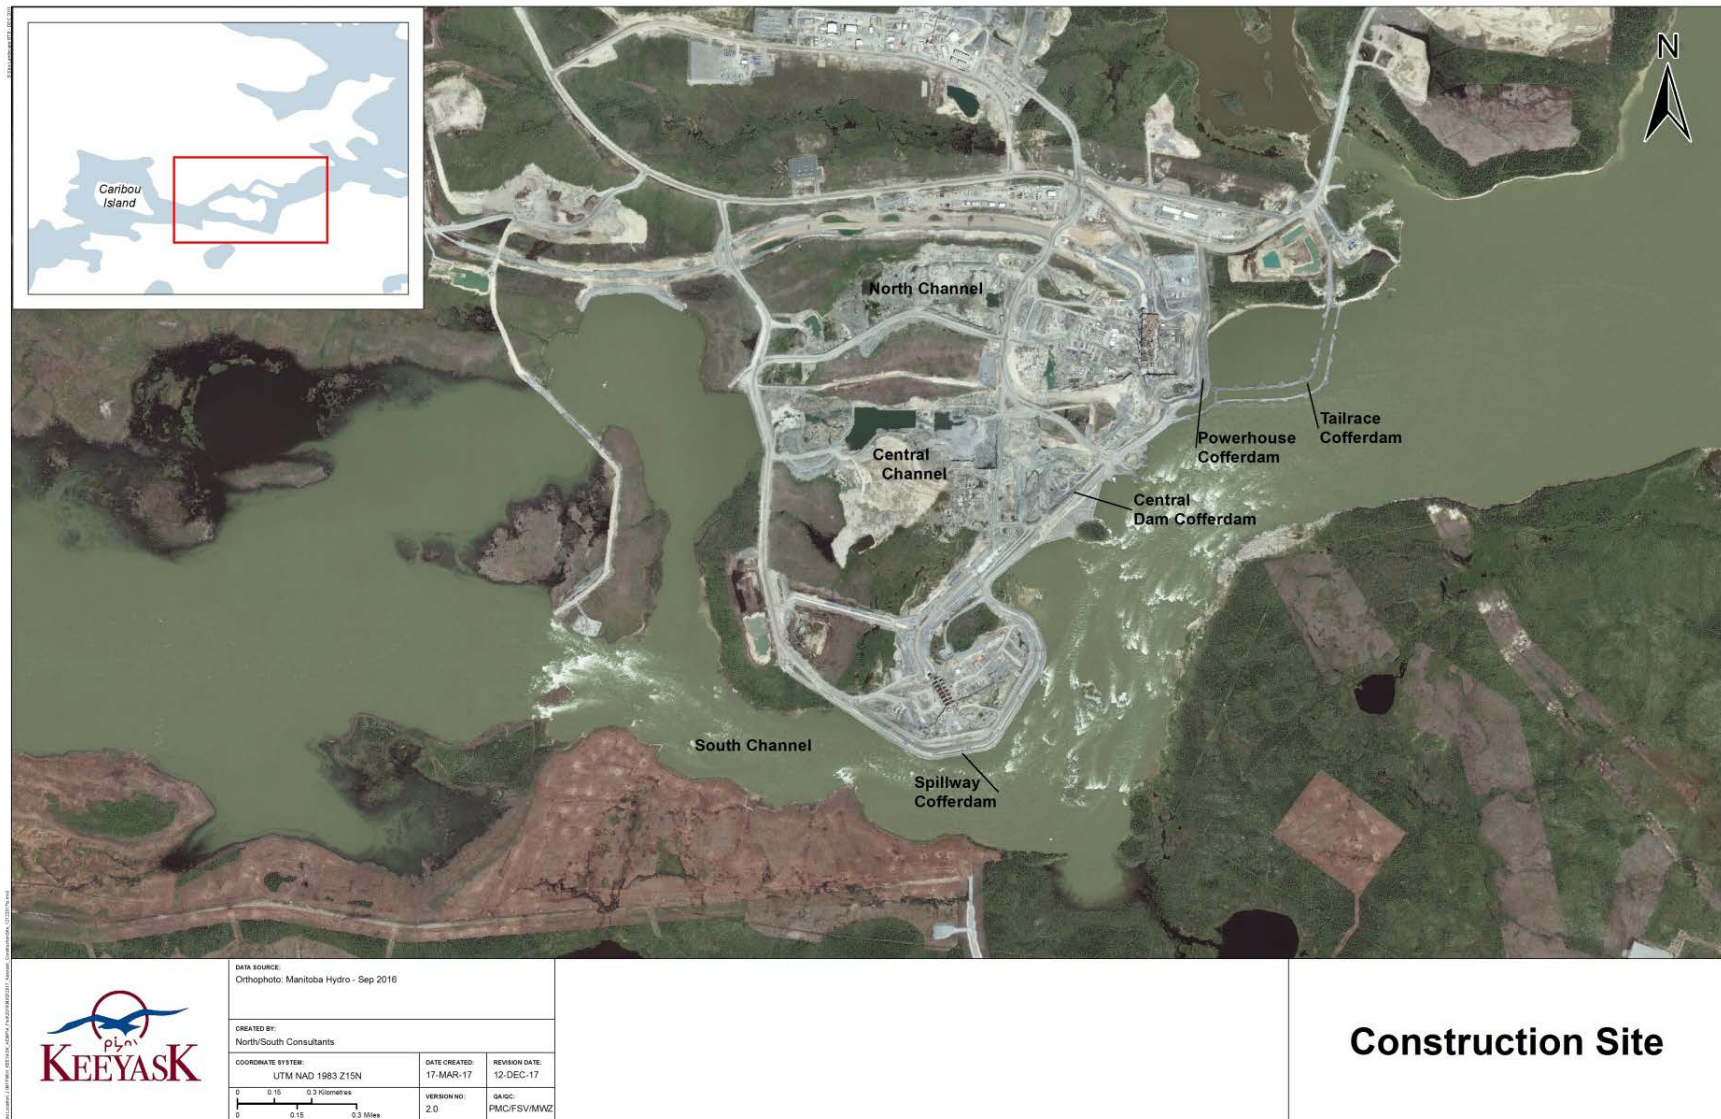 Caribou
Island
N
North Channel
Central
Channel
Powerhouse
Cofferdam
Tailrace
Cofferdam
Central
Dam Cofferdam
South Channel
Spillway
Cofferdam
ᑭᔭᐢᐠ
KEEYASK
DATA SOURCE:
Orthophoto: Manitoba Hydro - Sep 2016
CREATED BY:
North/South Consultants
COORDINATE SYSTEM:
UTM NAD 1983 Z15N
DATE CREATED:
17-MAR-17
REVISION DATE:
12-DEC-17
0 0.15 0.3 Kilometres
0 0.15 0.3 Miles
VERSION NO:
2.0
QA/QC:
PMC/FSV/MWZ
Construction Site